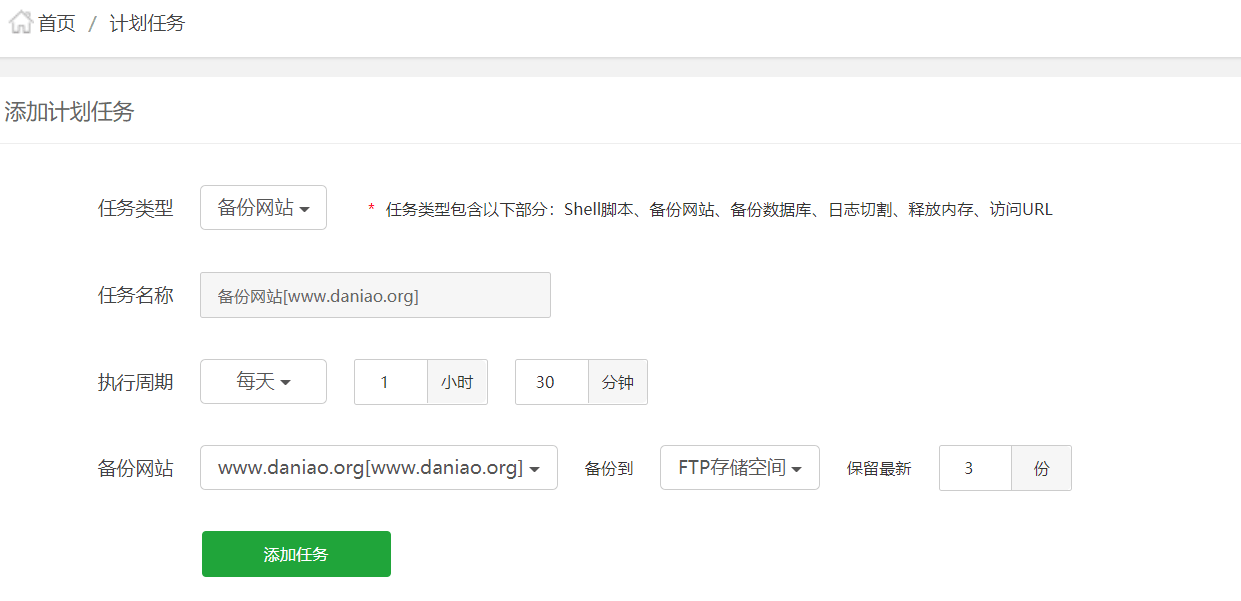 首页 / 计划任务
添加计划任务
任务类型 备份网站 * 任务类型包含以下部分：Shell脚本、备份网站、备份数据库、日志切割、释放内存、访问URL
任务名称 备份网站[www.daniao.org]
执行周期 每天 1 小时 30 分钟
备份网站 www.daniao.org[www.daniao.org] 备份到 FTP存储空间 保留最新 3 份
添加任务